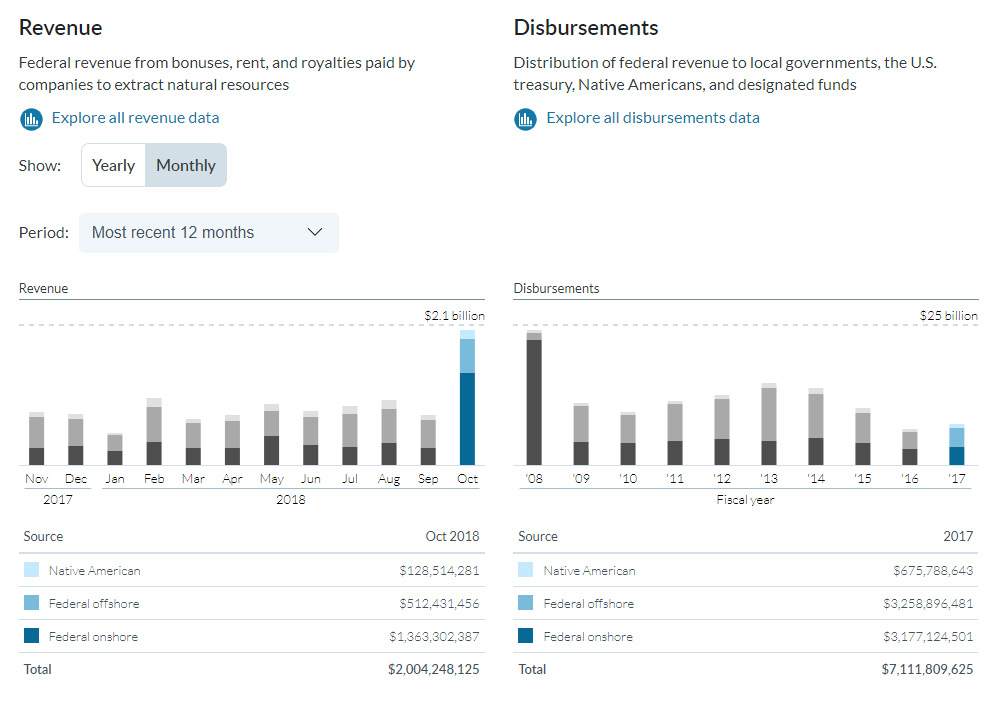 Revenue
Federal revenue from bonuses, rent, and royalties paid by
companies to extract natural resources
Explore all revenue data
Show: Yearly Monthly
Period: Most recent 12 months
Revenue
$2.1 billion
Nov Dec Jan Feb Mar Apr May Jun Jul Aug Sep Oct
2017 2018
Source Oct 2018
Native American $128,514,281
Federal offshore $512,431,456
Federal onshore $1,363,302,387
Total $2,004,248,125
Disbursements
Distribution of federal revenue to local governments, the U.S.
treasury, Native Americans, and designated funds
Explore all disbursements data
Disbursements
$25 billion
'08 '09 '10 '11 '12 '13 '14 '15 '16 '17
Fiscal year
Source 2017
Native American $675,788,643
Federal offshore $3,258,896,481
Federal onshore $3,177,124,501
Total $7,111,809,625